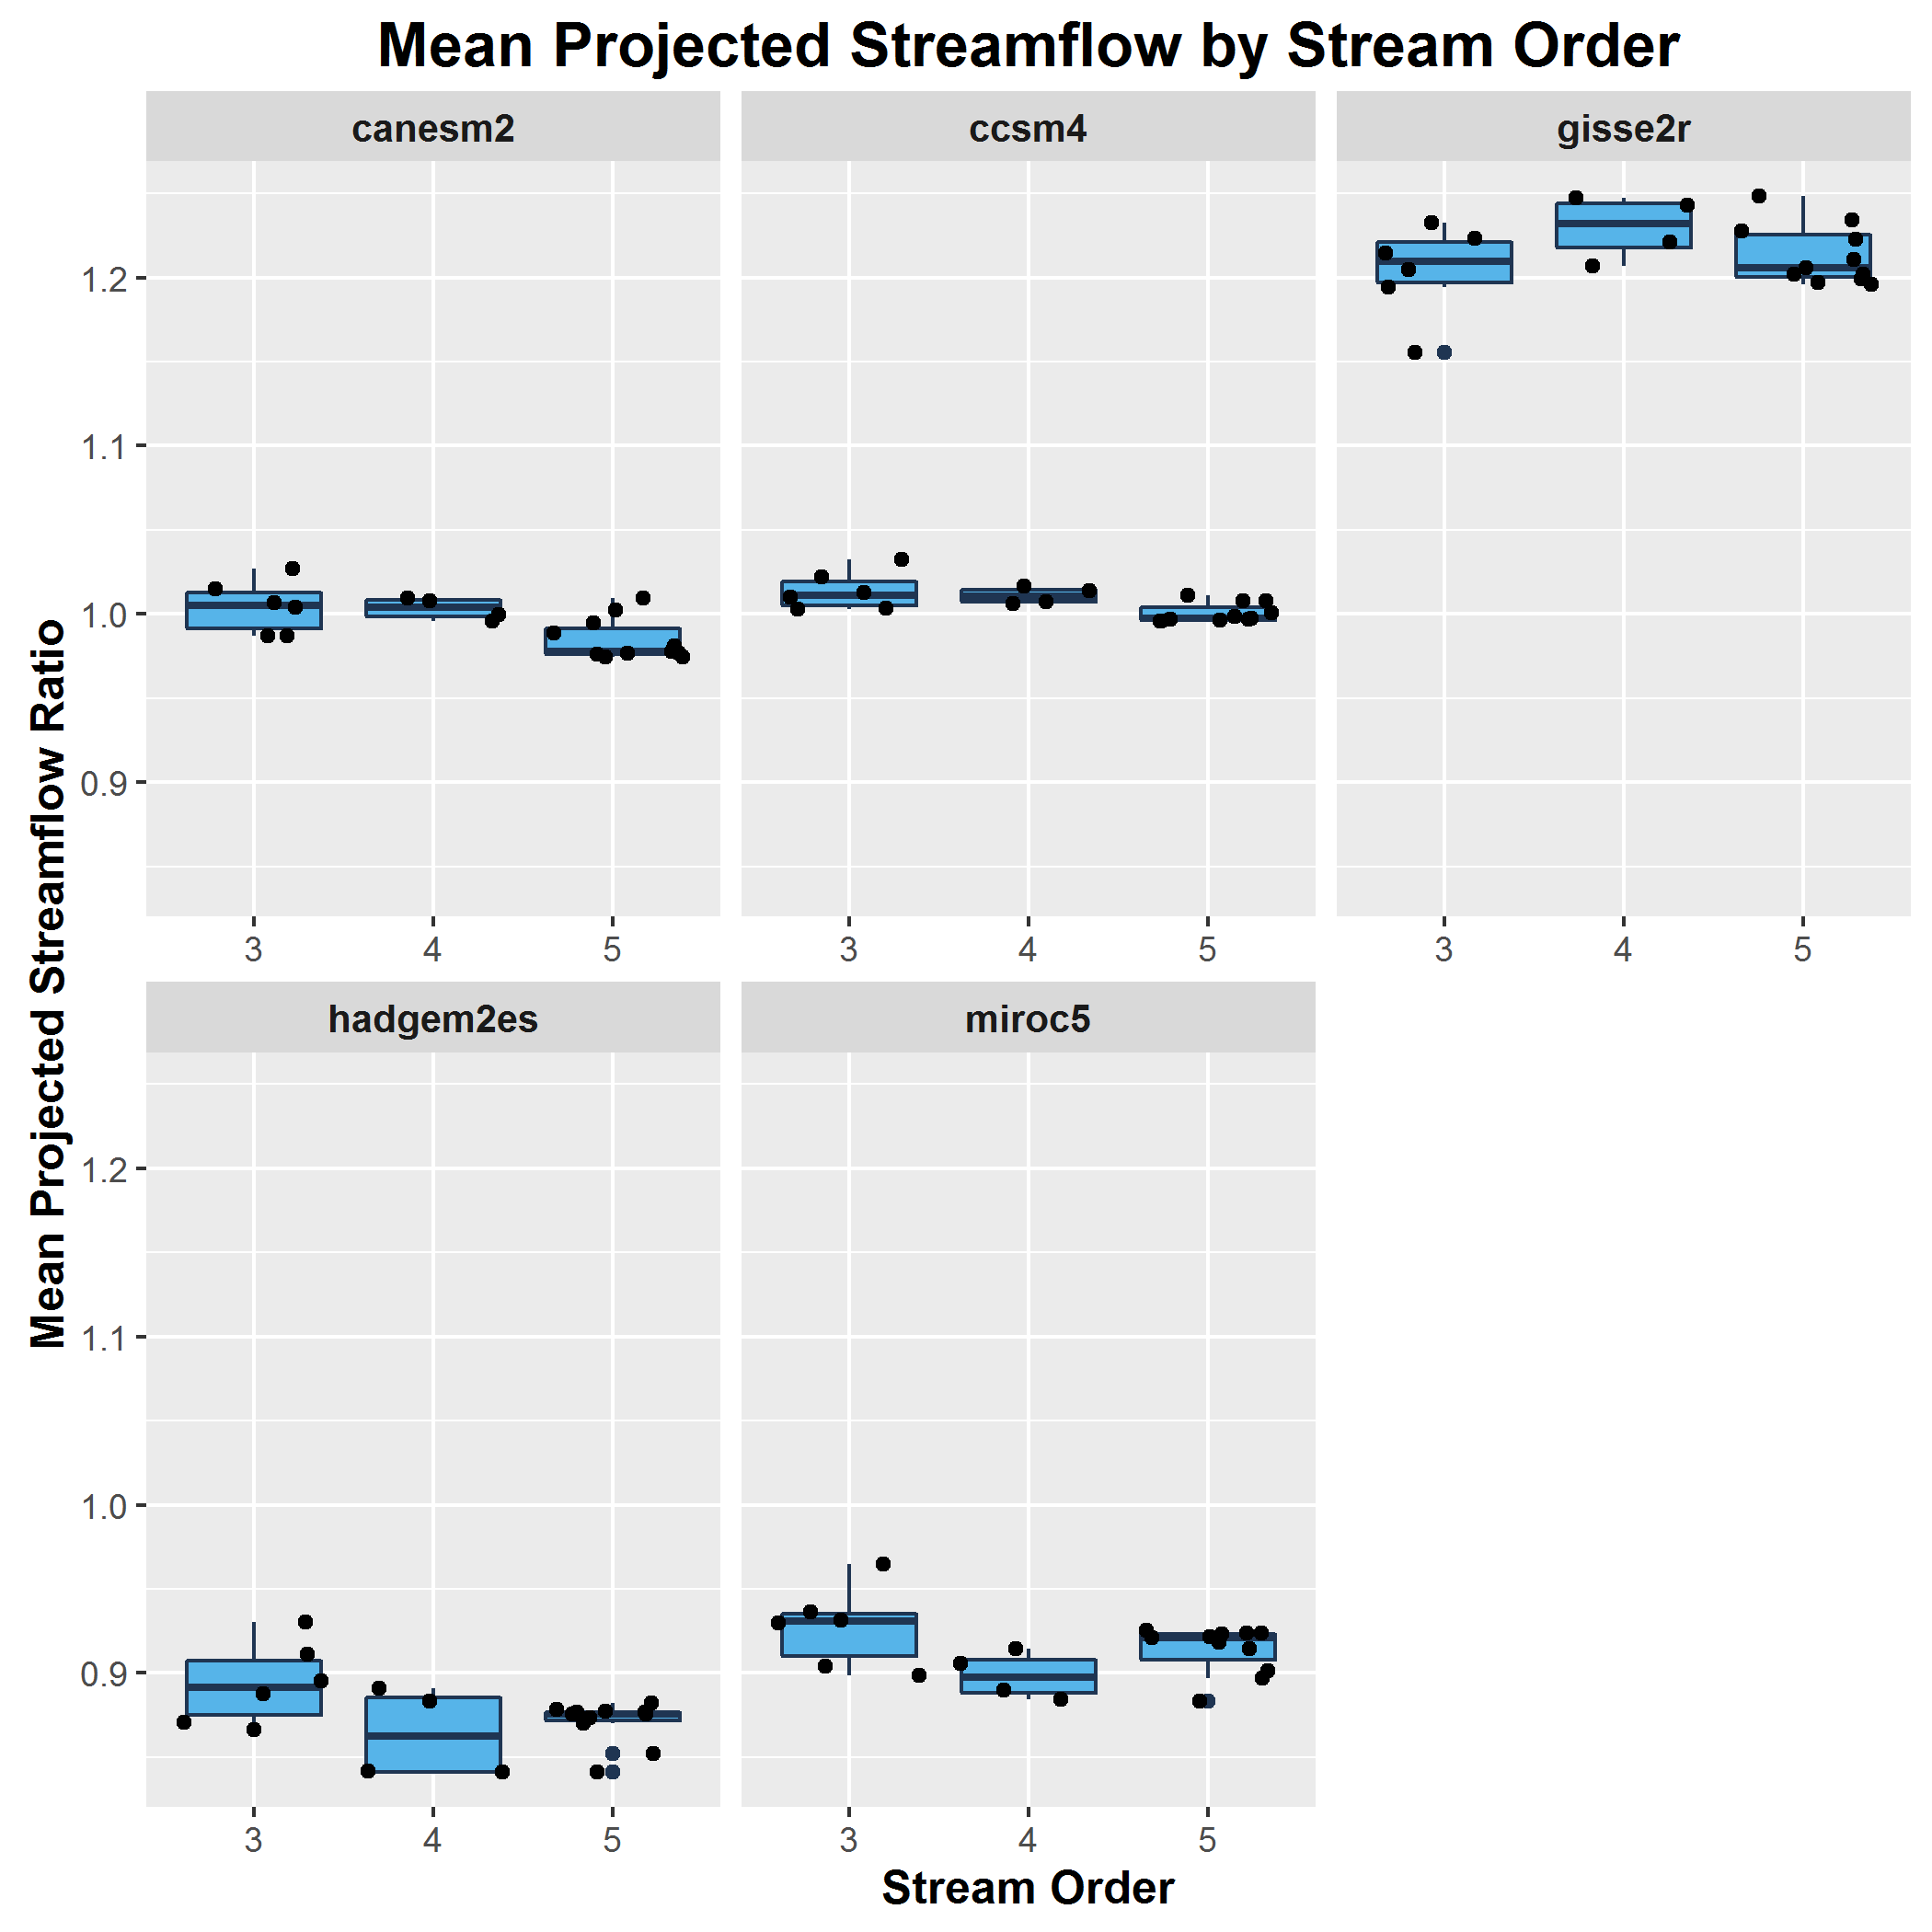 Mean Projected Streamflow by Stream Order
canesm2
ccsm4
gisse2r
1.2
1.1
1.0
0.9
3 4 5
3 4 5
3 4 5
Mean Projected Streamflow Ratio
hadgem2es
miroc5
1.2
1.1
1.0
0.9
3 4 5
3 4 5
Stream Order